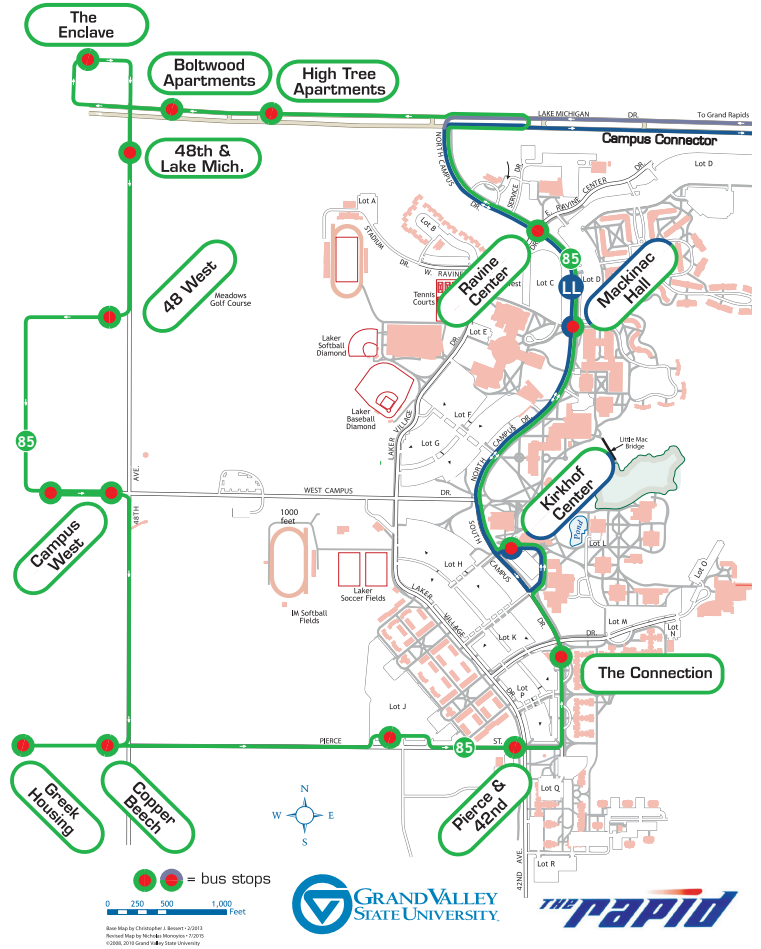 The
Enclave
Boltwood
Apartments
High Tree
Apartments
LAKE MICHIGAN
DR.
To Grand Rapids
Campus Connector
48th &
Lake Mich.
NORTH CAMPUS
DR.
SERVICE
DR.
E. RAVINE CENTER
DR.
Lot D
Lot A
Lot B
STADIUM
DR.
W. RAVINE
DR.
Ravine
Center
85
LL
Lot C
Lot D
Mackinac
Hall
48 West
Meadows
Golf Course
Tennis
Courts
Lot E
DR.
Laker
Softball
Diamond
Laker
Baseball
Diamond
LAKER
VILLAGE
Lot F
Lot G
NORTH
CAMPUS
DR.
Little Mac
Bridge
85
AVE.
48TH
WEST CAMPUS
DR.
Kirkhof
Center
Pond
Campus
West
1000
feet
SOUTH
CAMPUS
DR.
Lot H
Lot L
Lot O
Laker
Soccer Fields
IM Softball
Fields
LAKER
VILLAGE
DR.
Lot K
DR.
Lot M
Lot
N
The Connection
Lot
P
Lot J
PIERCE
85
ST.
Greek
Housing
Copper
Beech
Pierce &
42nd
N
W
E
S
Lot Q
Lot R
42ND AVE.
= bus stops
0 250 500 1,000
Feet
GRAND VALLEY
STATE UNIVERSITY
THE rapid
Base Map by Christopher J. Bessert • 2/2013
Revised Map by Nicholas Monoyios • 7/2015
©2008, 2010 Grand Valley State University